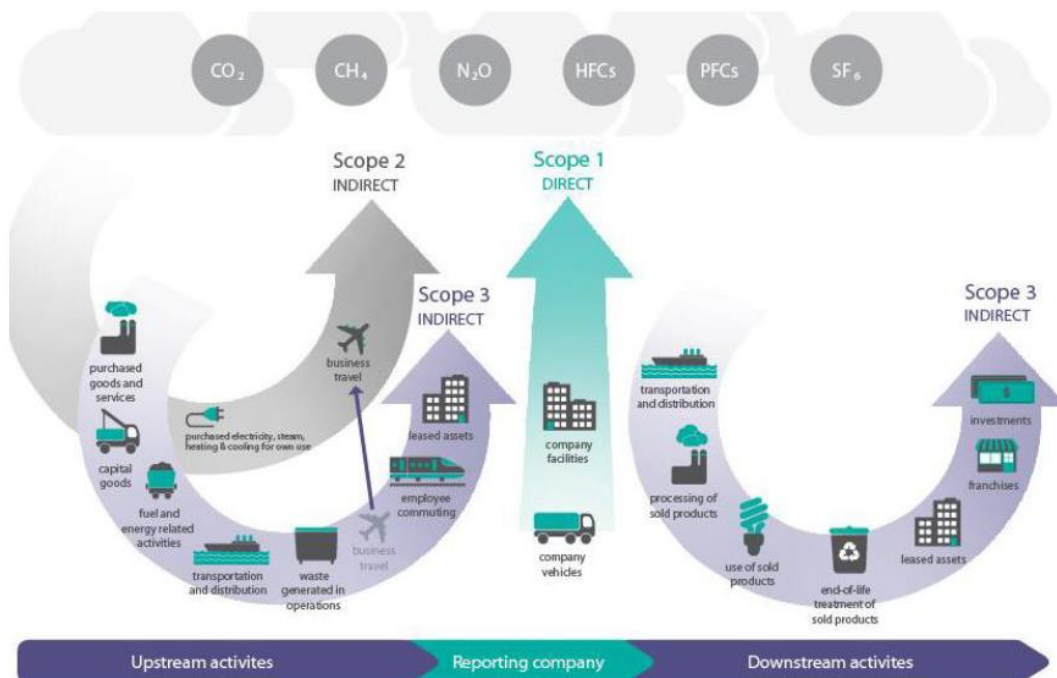 CO₂
CH₄
N₂O
HFCs
PFCs
SF₆
Scope 2
INDIRECT
Scope 1
DIRECT
Scope 3
INDIRECT
Scope 3
INDIRECT
purchased
goods and
services
capital
goods
fuel and
energy related
activities
purchased electricity, steam,
heating & cooling for own use
transportation
and distribution
waste
generated in
operations
business
travel
business
travel
employee
commuting
leased assets
company
facilities
company
vehicles
transportation
and distribution
processing of
sold products
use of sold
products
end-of-life
treatment of
sold products
leased assets
franchises
investments
Upstream activites
Reporting company
Downstream activites